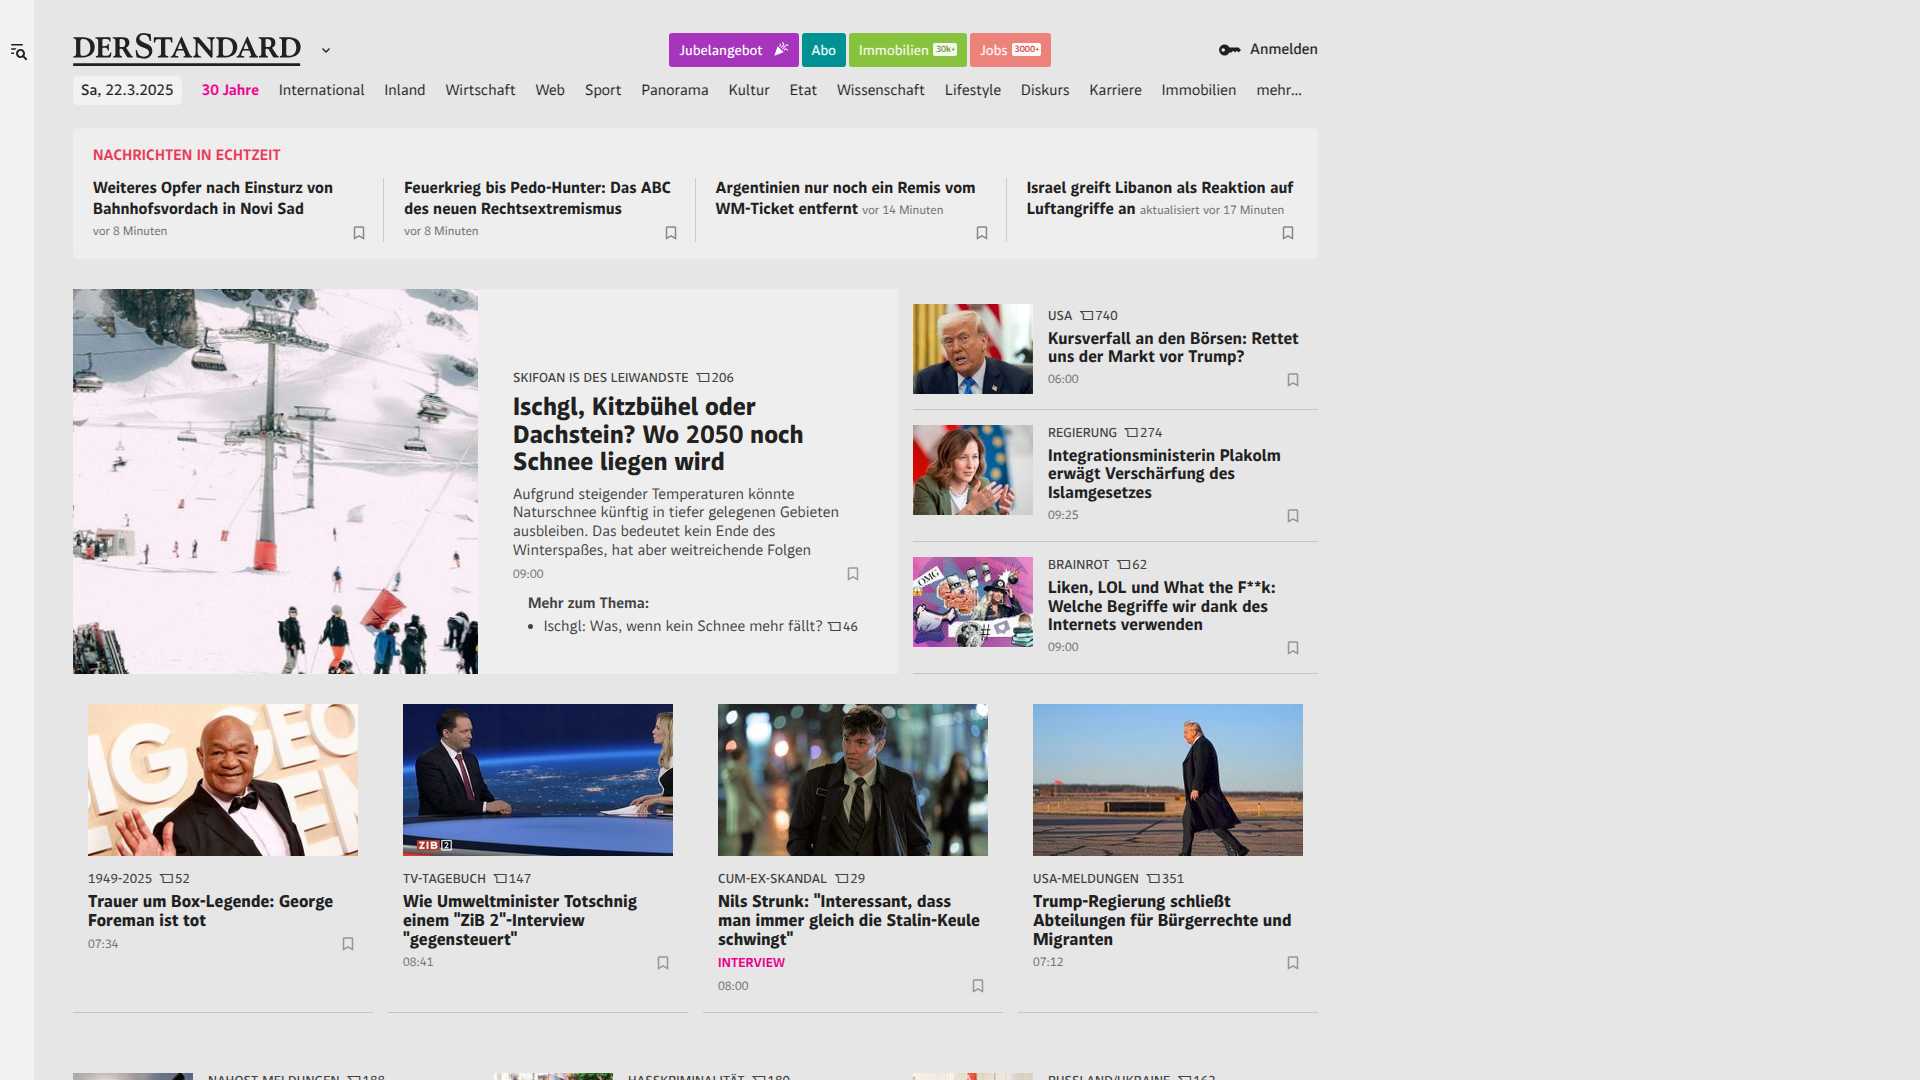 DERSTANDARD
Jubelangebot
Abo
Immobilien 30k+
Jobs 3000+
Anmelden
Sa, 22.3.2025
30 Jahre
International
Inland
Wirtschaft
Web
Sport
Panorama
Kultur
Etat
Wissenschaft
Lifestyle
Diskurs
Karriere
Immobilien
mehr...
NACHRICHTEN IN ECHTZEIT
Weiteres Opfer nach Einsturz von
Bahnhofsvordach in Novi Sad
vor 8 Minuten
Feuerkrieg bis Pedo-Hunter: Das ABC
des neuen Rechtsextremismus
vor 8 Minuten
Argentinien nur noch ein Remis vom
WM-Ticket entfernt vor 14 Minuten
Israel greift Libanon als Reaktion auf
Luftangriffe an aktualisiert vor 17 Minuten
SKIFOAN IS DES LEIWANDSTE 206
Ischgl, Kitzbühel oder
Dachstein? Wo 2050 noch
Schnee liegen wird
Aufgrund steigender Temperaturen könnte
Naturschnee künftig in tiefer gelegenen Gebieten
ausbleiben. Das bedeutet kein Ende des
Winterspaßes, hat aber weitreichende Folgen
09:00
Mehr zum Thema:
• Ischgl: Was, wenn kein Schnee mehr fällt? 46
USA 740
Kursverfall an den Börsen: Rettet
uns der Markt vor Trump?
06:00
REGIERUNG 274
Integrationsministerin Plakolm
erwägt Verschärfung des
Islamgesetzes
09:25
OMG
#
BRAINROT 62
Liken, LOL und What the F**k:
Welche Begriffe wir dank des
Internets verwenden
09:00
1949-2025 52
Trauer um Box-Legende: George
Foreman ist tot
07:34
ZIB 2
TV-TAGEBUCH 147
Wie Umweltminister Totschnig
einem "ZiB 2"-Interview
"gegensteuert"
08:41
CUM-EX-SKANDAL 29
Nils Strunk: "Interessant, dass
man immer gleich die Stalin-Keule
schwingt"
INTERVIEW
08:00
USA-MELDUNGEN 351
Trump-Regierung schließt
Abteilungen für Bürgerrechte und
Migranten
07:12
NAHOST-MELDUNGEN 188
HASSKRIMINALITÄT 180
RUSSLAND/UKRAINE 162